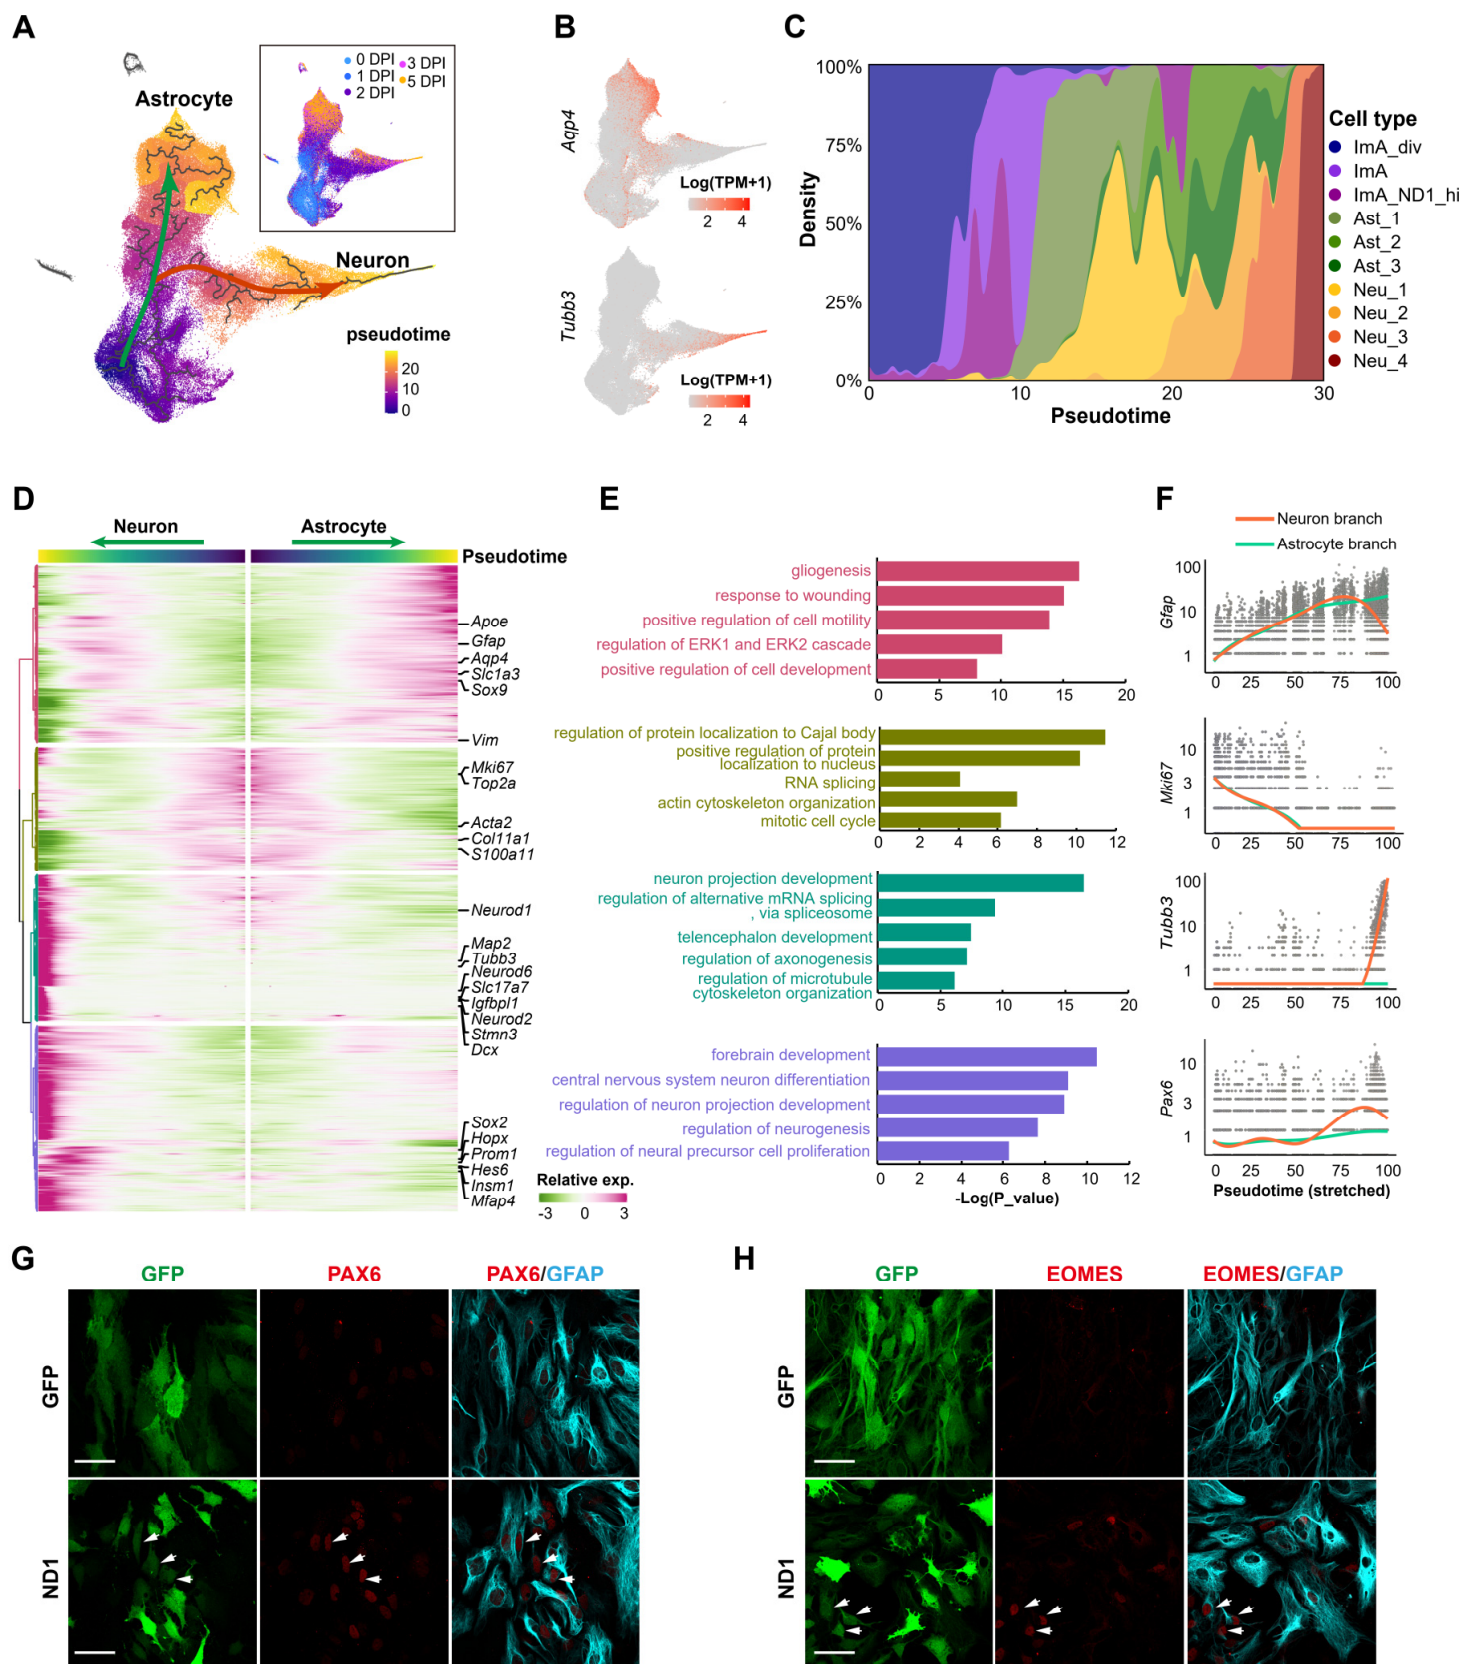 A
Astrocyte
Neuron
0 DPI
1 DPI
2 DPI
3 DPI
5 DPI
pseudotime
20
10
0
B
Aqp4
Log(TPM+1)
2 4
Tubb3
Log(TPM+1)
2 4
C
100%
75%
50%
25%
0%
Density
0 10 20 30
Pseudotime
Cell type
ImA_div
ImA
ImA_ND1_hi
Ast_1
Ast_2
Ast_3
Neu_1
Neu_2
Neu_3
Neu_4
D
Neuron
Astrocyte
Pseudotime
Apoe
Gfap
Aqp4
Slc1a3
Sox9
Vim
Mki67
Top2a
Acta2
Col11a1
S100a11
Neurod1
Map2
Tubb3
Neurod6
Slc17a7
Igfbpl1
Neurod2
Stmn3
Dcx
Sox2
Hopx
Prom1
Hes6
Insm1
Mfap4
Relative exp.
-3 0 3
E
gliogenesis
response to wounding
positive regulation of cell motility
regulation of ERK1 and ERK2 cascade
positive regulation of cell development
0 5 10 15 20
regulation of protein localization to Cajal body
positive regulation of protein
localization to nucleus
RNA splicing
actin cytoskeleton organization
mitotic cell cycle
0 2 4 6 8 10 12
neuron projection development
regulation of alternative mRNA splicing
, via spliceosome
telencephalon development
regulation of axonogenesis
regulation of microtubule
cytoskeleton organization
0 5 10 15 20
forebrain development
central nervous system neuron differentiation
regulation of neuron projection development
regulation of neurogenesis
regulation of neural precursor cell proliferation
0 2 4 6 8 10 12
-Log(P_value)
F
Neuron branch
Astrocyte branch
Gfap
100
10
1
0 25 50 75 100
Mki67
10
3
1
0 25 50 75 100
Tubb3
100
10
1
0 25 50 75 100
Pax6
10
3
1
0 25 50 75 100
Pseudotime (stretched)
G
GFP
PAX6
PAX6/GFAP
GFP
ND1
H
GFP
EOMES
EOMES/GFAP
GFP
ND1